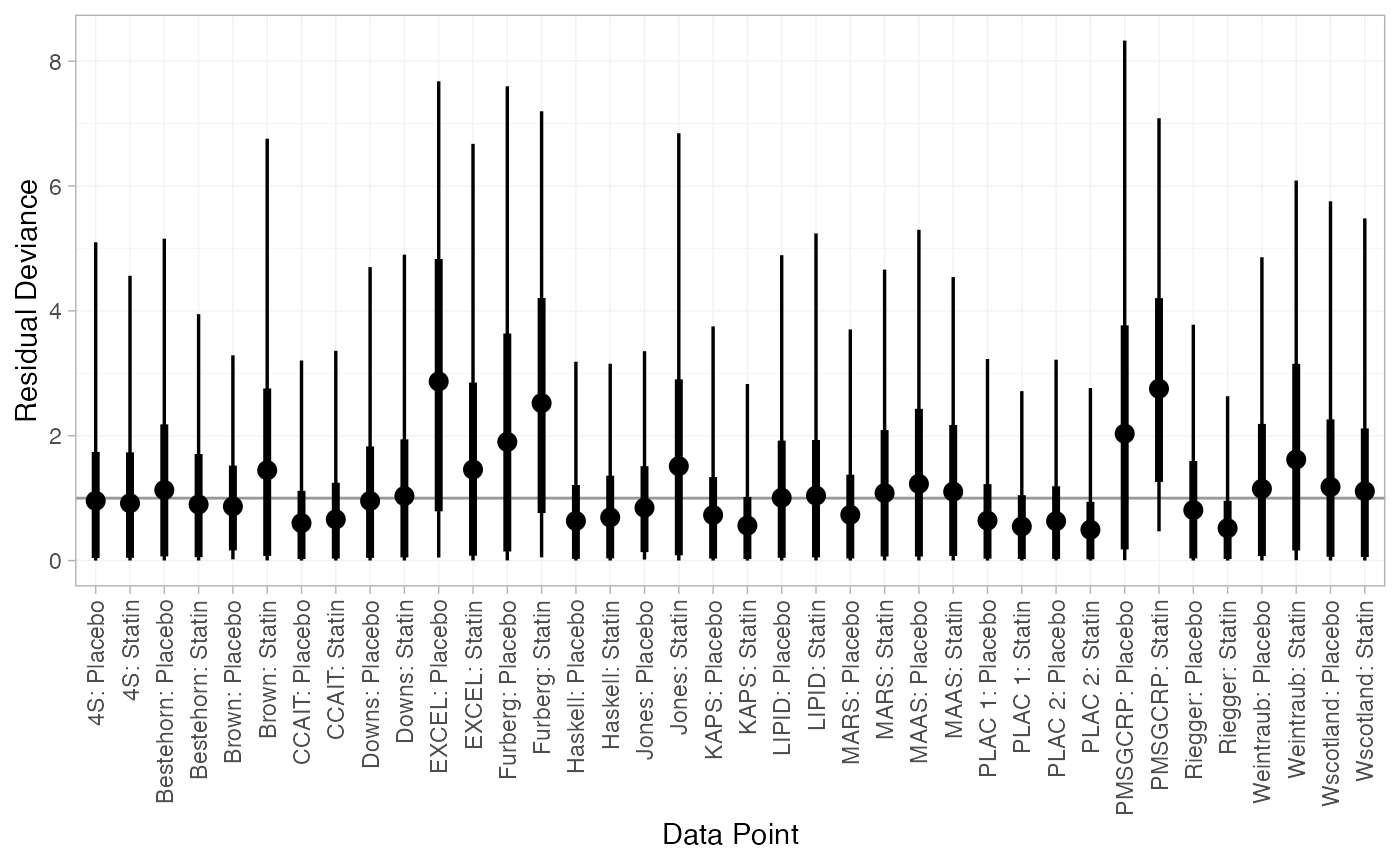 Residual Deviance
8
6
4
2
0
4S: Placebo
4S: Statin
Bestehorn: Placebo
Bestehorn: Statin
Brown: Placebo
Brown: Statin
CCAIT: Placebo
CCAIT: Statin
Downs: Placebo
Downs: Statin
EXCEL: Placebo
EXCEL: Statin
Furberg: Placebo
Furberg: Statin
Haskell: Placebo
Haskell: Statin
Jones: Placebo
Jones: Statin
KAPS: Placebo
KAPS: Statin
LIPID: Placebo
LIPID: Statin
MARS: Placebo
MARS: Statin
MAAS: Placebo
MAAS: Statin
PLAC 1: Placebo
PLAC 1: Statin
PLAC 2: Placebo
PLAC 2: Statin
PMSGCRP: Placebo
PMSGCRP: Statin
Riegger: Placebo
Riegger: Statin
Weintraub: Placebo
Weintraub: Statin
Wscotland: Placebo
Wscotland: Statin
Data Point